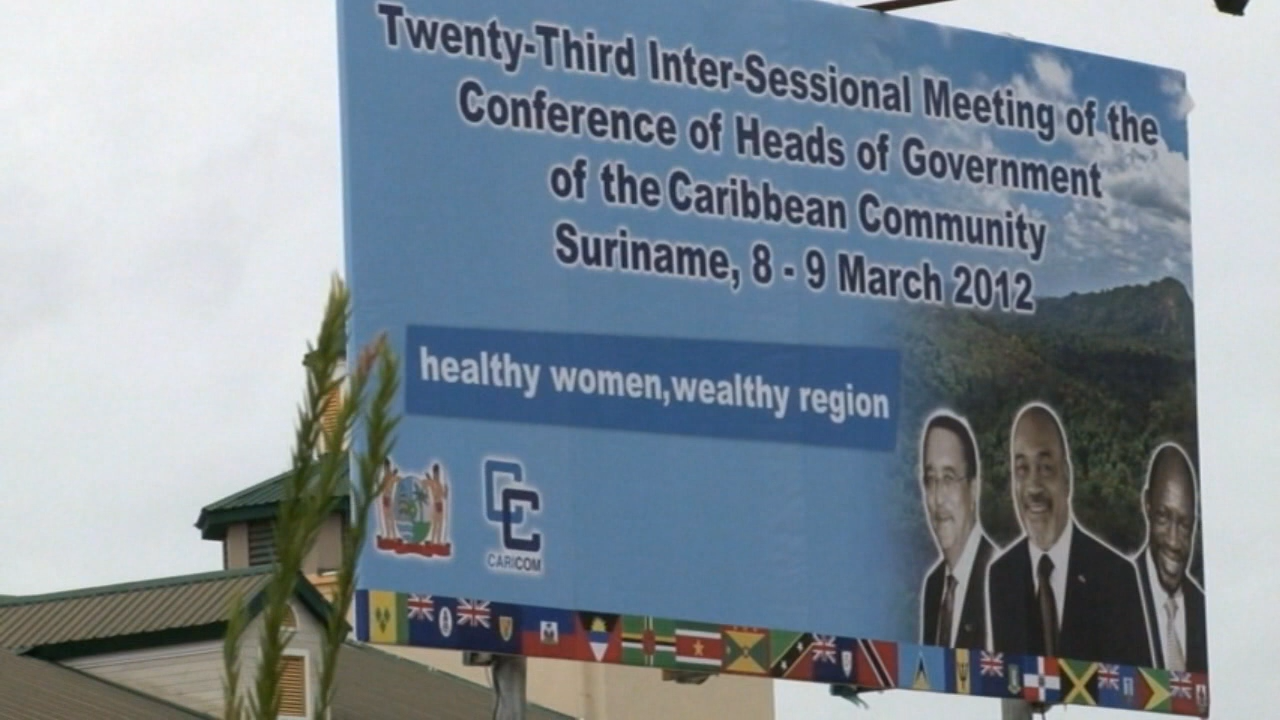 Twenty-Third Inter-Sessional Meeting of the
Conference of Heads of Government
of the Caribbean Community
Suriname, 8 - 9 March 2012
healthy women,wealthy region
CARICOM